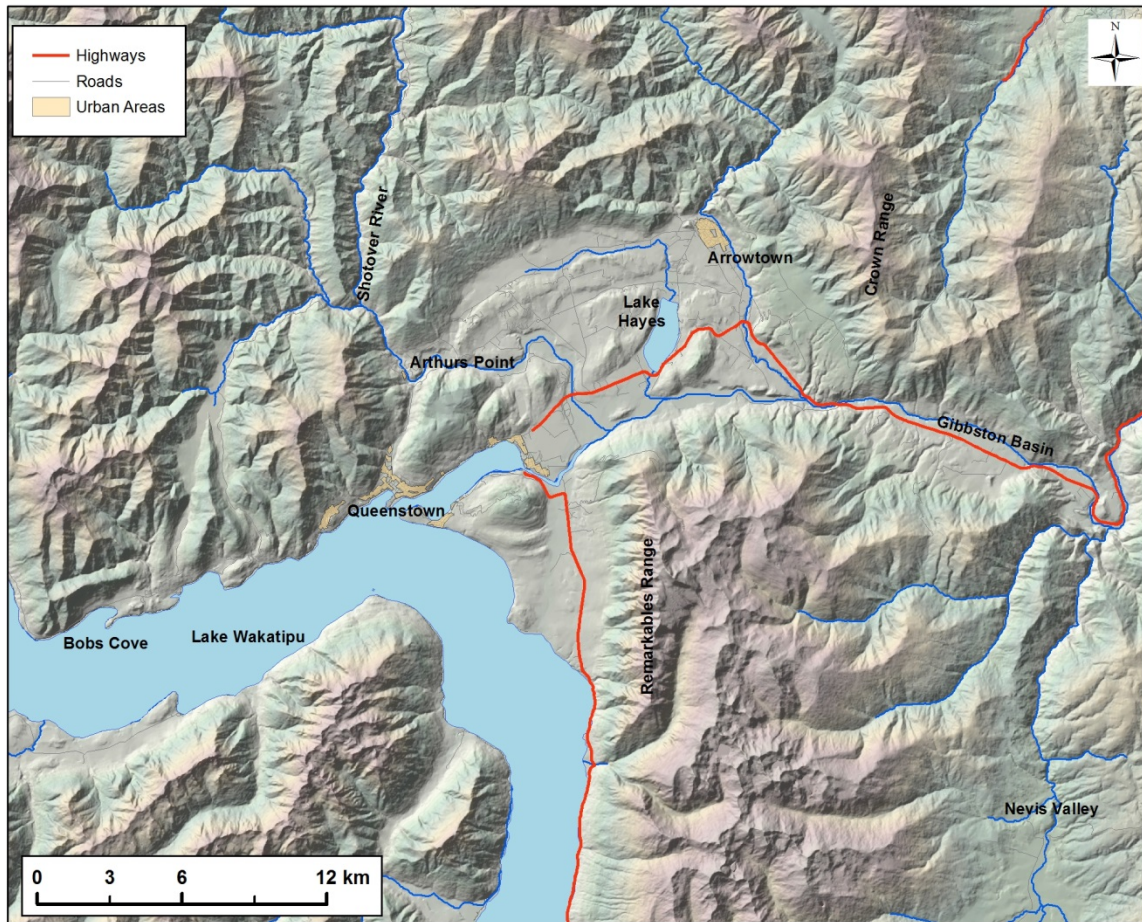 Highways
Roads
Urban Areas
N
Shotover River
Crown Range
Arrowtown
Lake
Hayes
Arthurs Point
Gibbston Basin
Queenstown
Remarkables Range
Bobs Cove
Lake Wakatipu
Nevis Valley
0 3 6 12 km